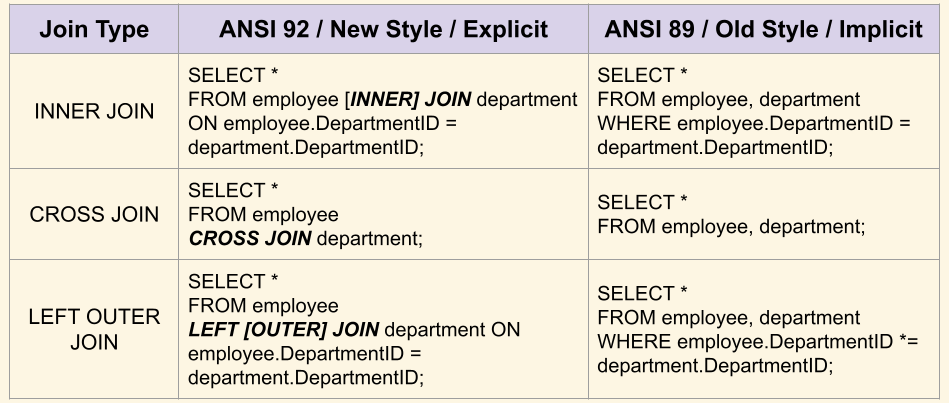 Join Type
ANSI 92 / New Style / Explicit
ANSI 89 / Old Style / Implicit
INNER JOIN
SELECT *
FROM employee [INNER] JOIN department
ON employee.DepartmentID =
department.DepartmentID;
SELECT *
FROM employee, department
WHERE employee.DepartmentID =
department.DepartmentID;
CROSS JOIN
SELECT *
FROM employee
CROSS JOIN department;
SELECT *
FROM employee, department;
LEFT OUTER
JOIN
SELECT *
FROM employee
LEFT [OUTER] JOIN department ON
employee.DepartmentID =
department.DepartmentID;
SELECT *
FROM employee, department
WHERE employee.DepartmentID *=
department.DepartmentID;